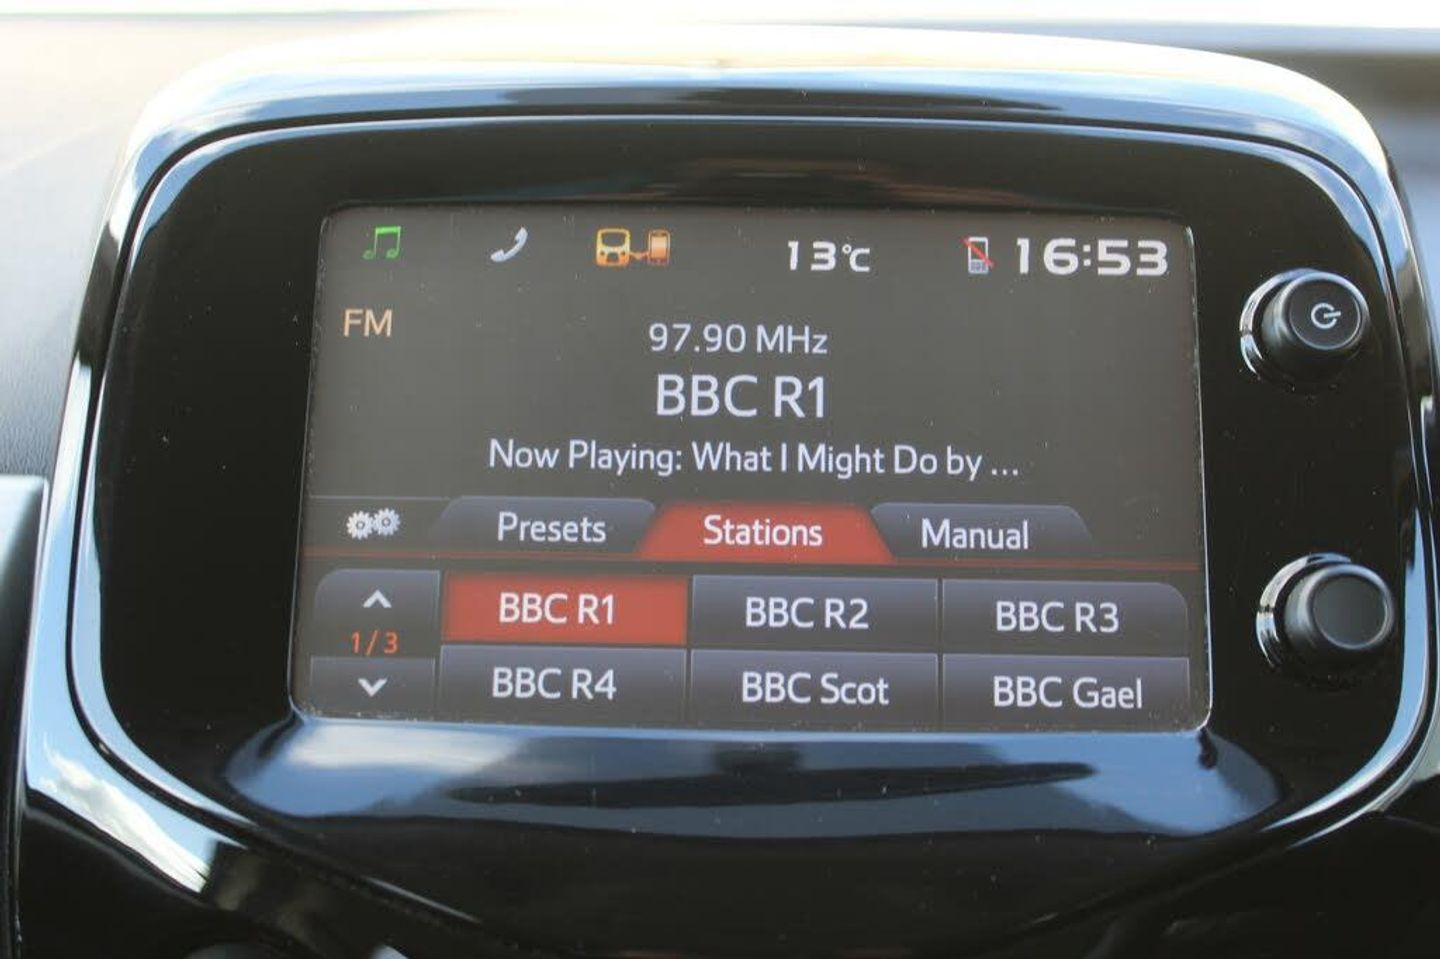 13°C 16:53
FM
97.90 MHz
BBC R1
Now Playing: What I Might Do by ...
Presets Stations Manual
BBC R1 BBC R2 BBC R3
1/3
BBC R4 BBC Scot BBC Gael